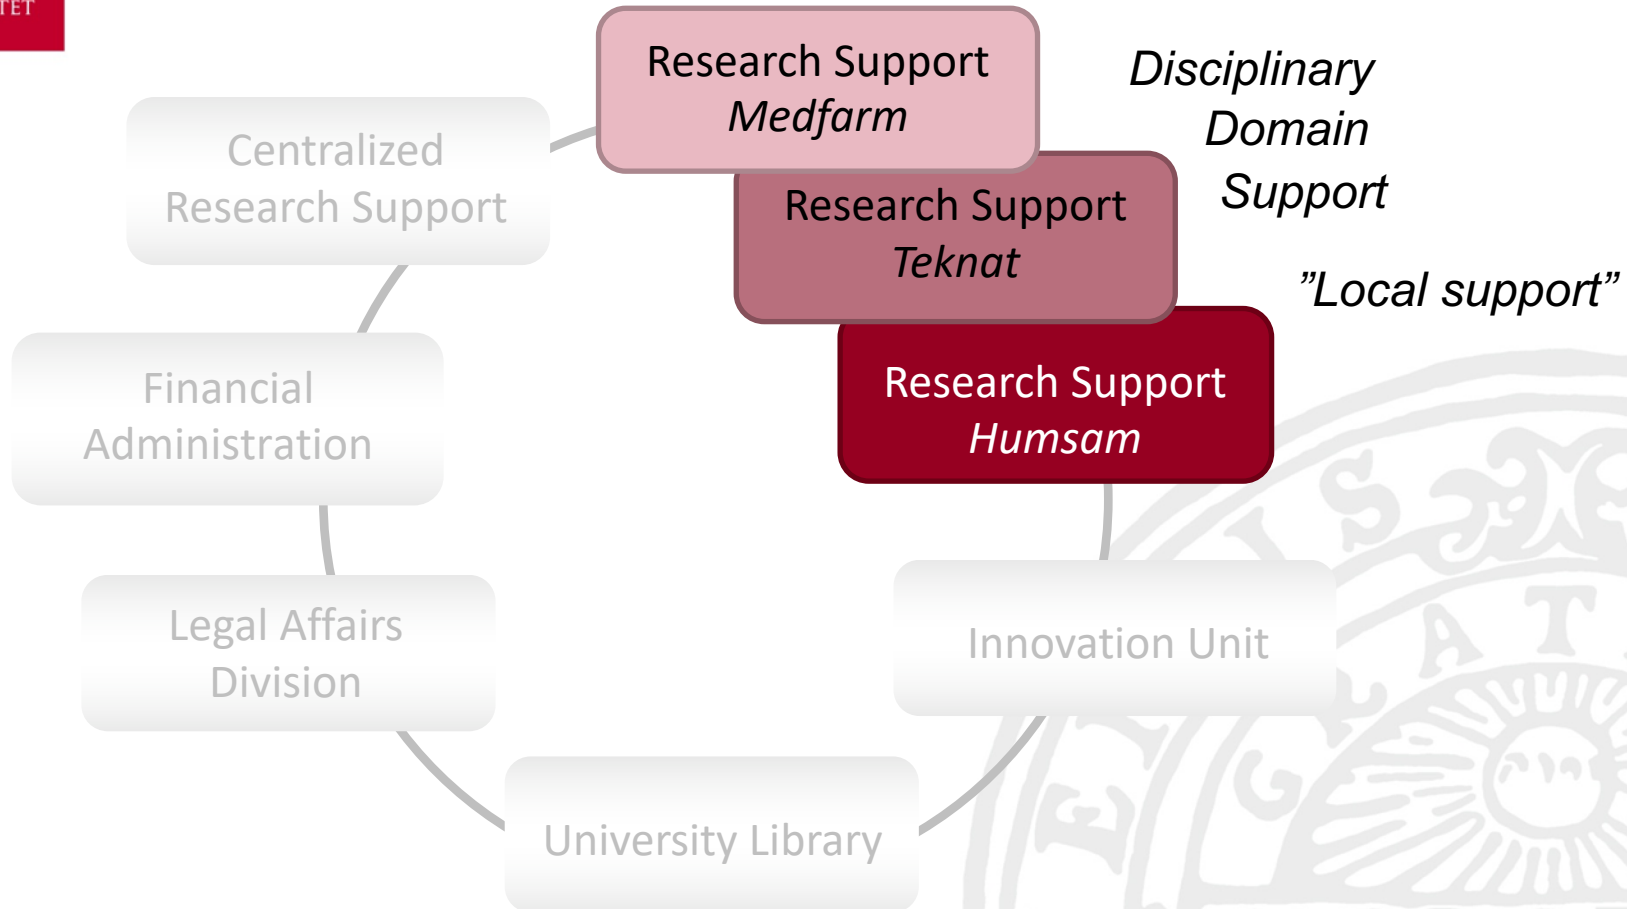 TET
Research Support
Medfarm
Disciplinary
Domain
Support
Centralized
Research Support
Research Support
Teknat
”Local support”
Research Support
Humsam
Financial
Administration
Legal Affairs
Division
Innovation Unit
University Library